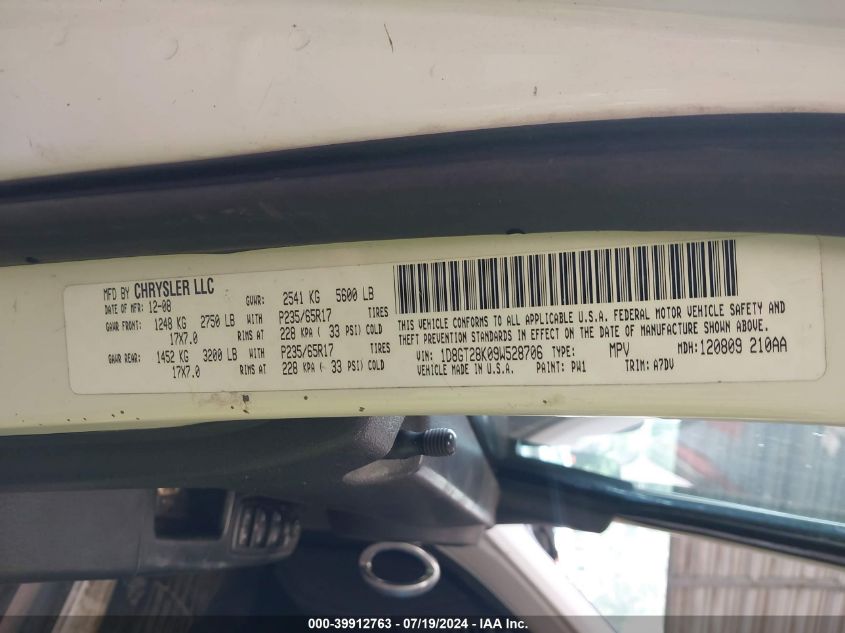 MFD BY CHRYSLER LLC
DATE OF MFR: 12-08 GVWR: 2541 KG 5600 LB
GAWR FRONT: 1248 KG 2750 LB WITH P235/65R17 TIRES
17X7.0 RIMS AT 228 KPA ( 33 PSI) COLD
GAWR REAR: 1452 KG 3200 LB WITH P235/65R17 TIRES
17X7.0 RIMS AT 228 KPA ( 33 PSI) COLD
THIS VEHICLE CONFORMS TO ALL APPLICABLE U.S.A. FEDERAL MOTOR VEHICLE SAFETY AND
THEFT PREVENTION STANDARDS IN EFFECT ON THE DATE OF MANUFACTURE SHOWN ABOVE.
VIN: 1D8GT28K09W528706 TYPE: MPV MDH: 120809 210AA
VEHICLE MADE IN U.S.A. PAINT: PW1 TRIM: A7DV
000-39912763 - 07/19/2024 - IAA Inc.